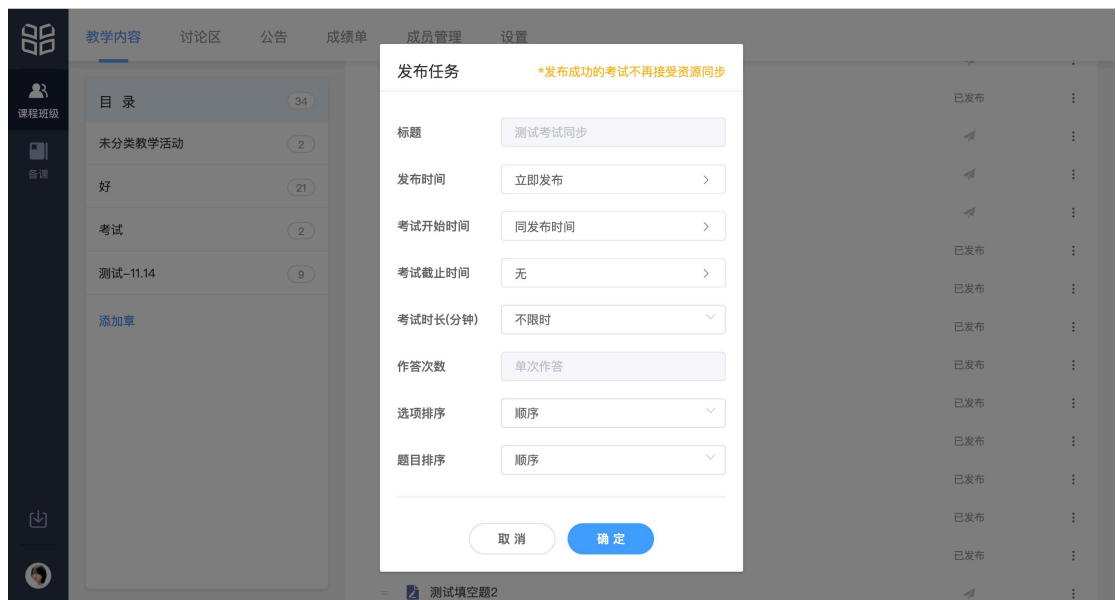 教学内容
讨论区
公告
成绩单
成员管理
设置
课程班级
备课
目录
34
未分类教学活动
2
好
21
考试
2
测试-11.14
9
添加章
发布任务
*发布成功的考试不再接受资源同步
标题
测试考试同步
发布时间
立即发布
考试开始时间
同发布时间
考试截止时间
无
考试时长(分钟)
不限时
作答次数
单次作答
选项排序
顺序
题目排序
顺序
取消
确定
已发布
已发布
已发布
已发布
已发布
已发布
已发布
已发布
已发布
已发布
测试填空题2